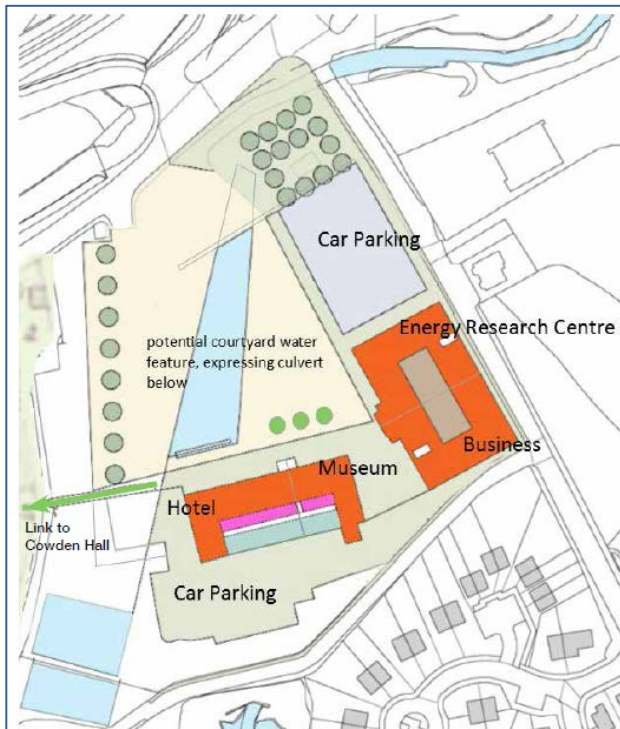 Car Parking
Energy Research Centre
potential courtyard water
feature, expressing culvert
below
Business
Museum
Hotel
Link to
Cowden Hall
Car Parking